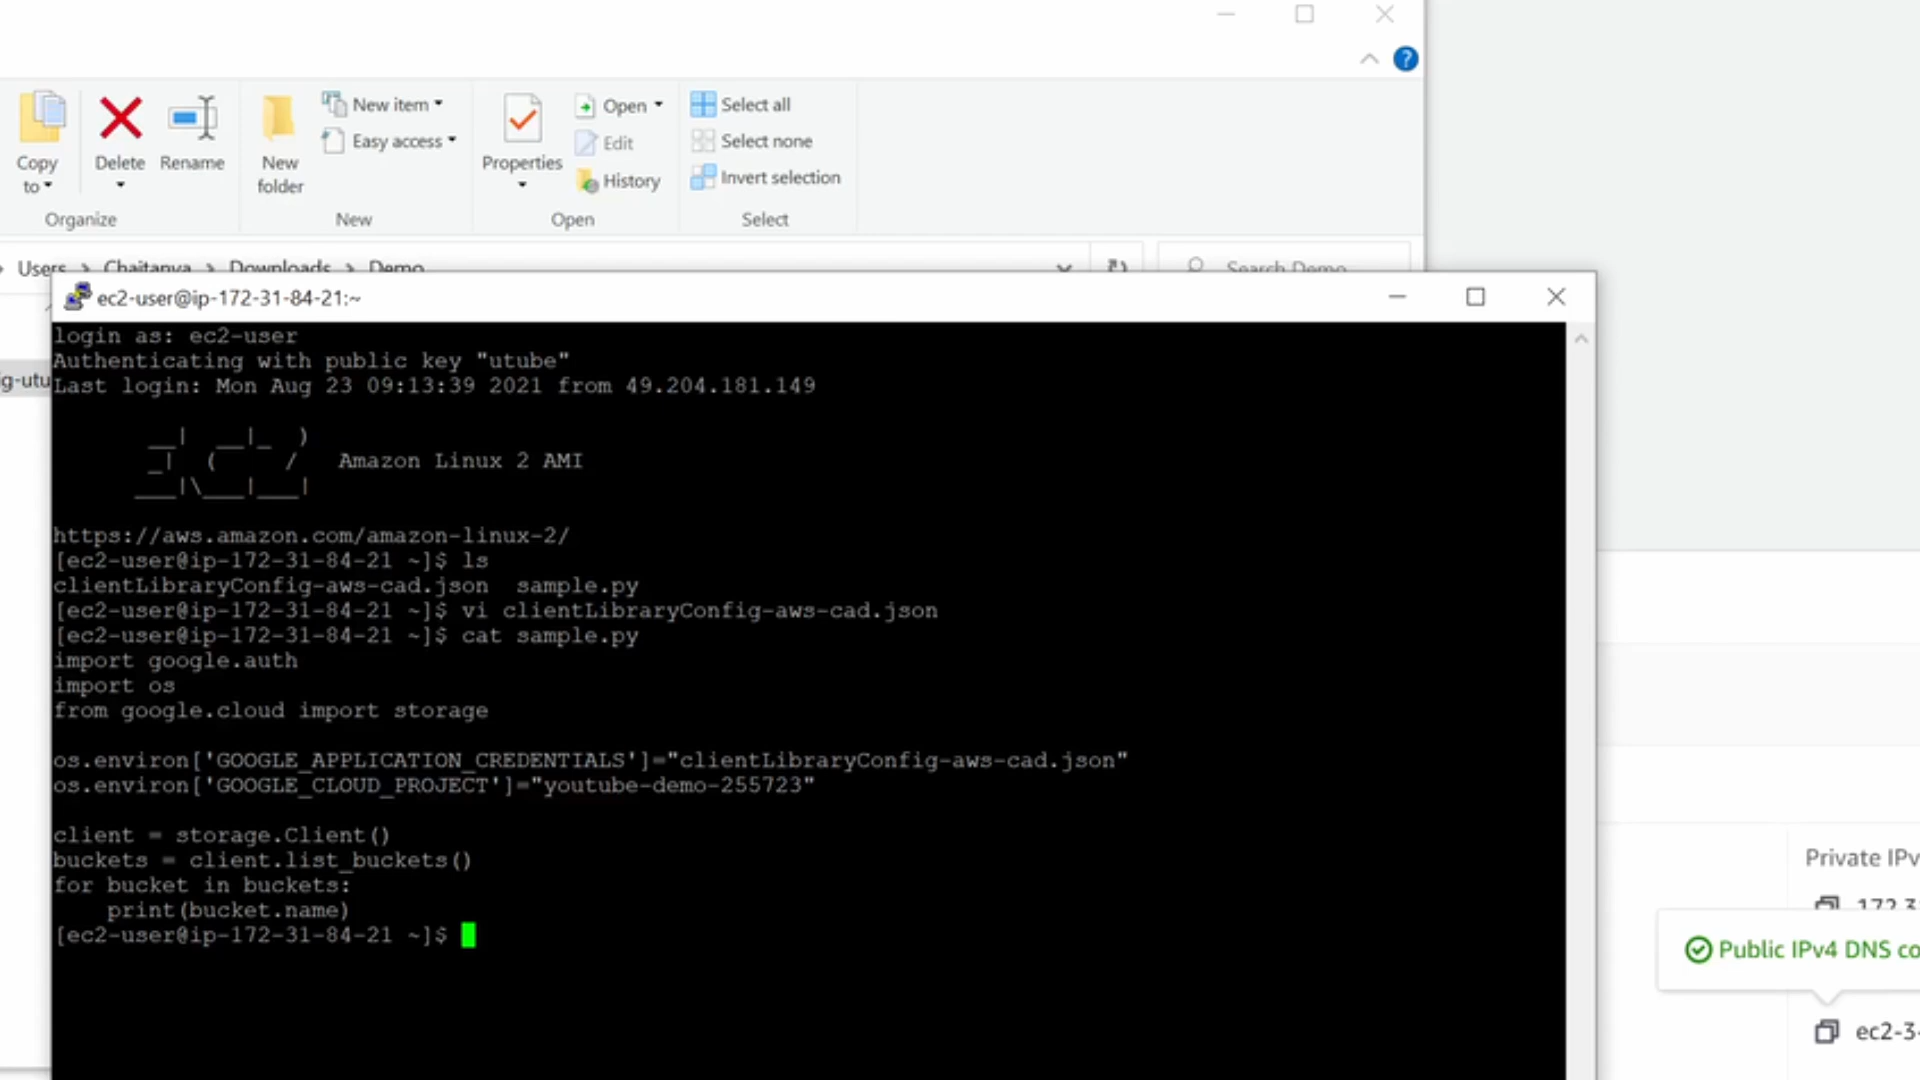 Copy to
Delete
Rename
New folder
New item
Easy access
Properties
Open
Edit
History
Select all
Select none
Invert selection
Organize
New
Open
Select
Users > Chaitanya > Downloads > Demo
Search Demo
ec2-user@ip-172-31-84-21:~
login as: ec2-user
Authenticating with public key "utube"
Last login: Mon Aug 23 09:13:39 2021 from 49.204.181.149
__| __|_ )
_| ( / Amazon Linux 2 AMI
___|\___|___|
https://aws.amazon.com/amazon-linux-2/
[ec2-user@ip-172-31-84-21 ~]$ ls
clientLibraryConfig-aws-cad.json sample.py
[ec2-user@ip-172-31-84-21 ~]$ vi clientLibraryConfig-aws-cad.json
[ec2-user@ip-172-31-84-21 ~]$ cat sample.py
import google.auth
import os
from google.cloud import storage
os.environ['GOOGLE_APPLICATION_CREDENTIALS']="clientLibraryConfig-aws-cad.json"
os.environ['GOOGLE_CLOUD_PROJECT']="youtube-demo-255723"
client = storage.Client()
buckets = client.list_buckets()
for bucket in buckets:
    print(bucket.name)
[ec2-user@ip-172-31-84-21 ~]$
g-utu
Private IPv
172.3
Public IPv4 DNS co
ec2-3-